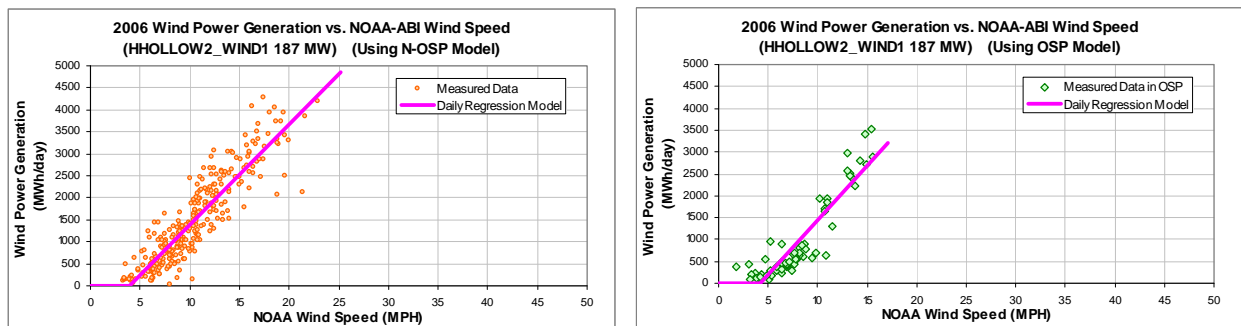 2006 Wind Power Generation vs. NOAA-ABI Wind Speed
(HHOLLOW2_WIND1 187 MW) (Using N-OSP Model)
5000
4500
4000
3500
3000
2500
2000
1500
1000
500
0
Wind Power Generation
(MWh/day)
Measured Data
Daily Regression Model
0 5 10 15 20 25 30 35 40 45 50
NOAA Wind Speed (MPH)
2006 Wind Power Generation vs. NOAA-ABI Wind Speed
(HHOLLOW2_WIND1 187 MW) (Using OSP Model)
5000
4500
4000
3500
3000
2500
2000
1500
1000
500
0
Wind Power Generation
(MWh/day)
Measured Data in OSP
Daily Regression Model
0 5 10 15 20 25 30 35 40 45 50
NOAA Wind Speed (MPH)